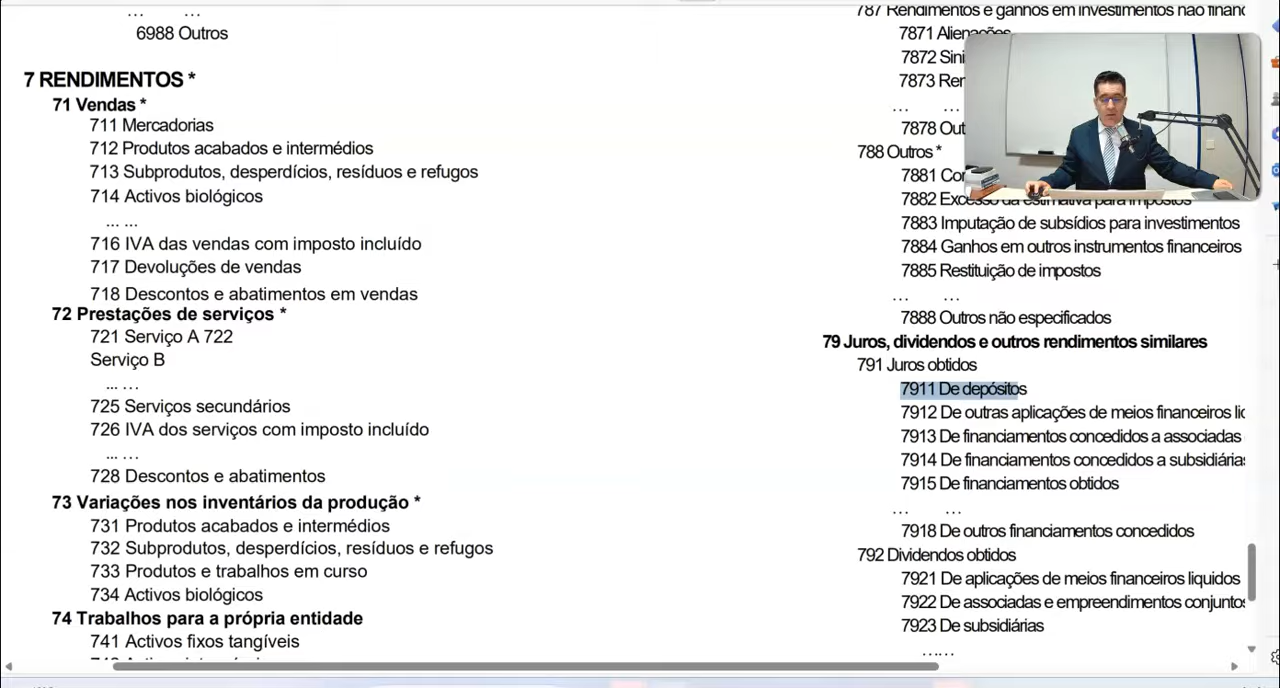 ... ...
6988 Outros
7 RENDIMENTOS *
71 Vendas *
711 Mercadorias
712 Produtos acabados e intermédios
713 Subprodutos, desperdícios, resíduos e refugos
714 Activos biológicos
... ...
716 IVA das vendas com imposto incluído
717 Devoluções de vendas
718 Descontos e abatimentos em vendas
72 Prestações de serviços *
721 Serviço A 722
Serviço B
... ...
725 Serviços secundários
726 IVA dos serviços com imposto incluído
... ...
728 Descontos e abatimentos
73 Variações nos inventários da produção *
731 Produtos acabados e intermédios
732 Subprodutos, desperdícios, resíduos e refugos
733 Produtos e trabalhos em curso
734 Activos biológicos
74 Trabalhos para a própria entidade
741 Activos fixos tangíveis
787 Rendimentos e ganhos em investimentos não
7871 Alienações
7872
7873
... ...
7878
788 Outros *
7881
7882 Excesso da estimativa para impostos
7883 Imputação de subsídios para investimentos
7884 Ganhos em outros instrumentos financeiros
7885 Restituição de impostos
... ...
7888 Outros não especificados
79 Juros, dividendos e outros rendimentos similares
791 Juros obtidos
7911 De depósitos
7912 De outras aplicações de meios financeiros
7913 De financiamentos concedidos a associadas
7914 De financiamentos concedidos a subsidiárias
7915 De financiamentos obtidos
... ...
7918 De outros financiamentos concedidos
792 Dividendos obtidos
7921 De aplicações de meios financeiros liquidos
7922 De associadas e empreendimentos conjuntos
7923 De subsidiárias
......